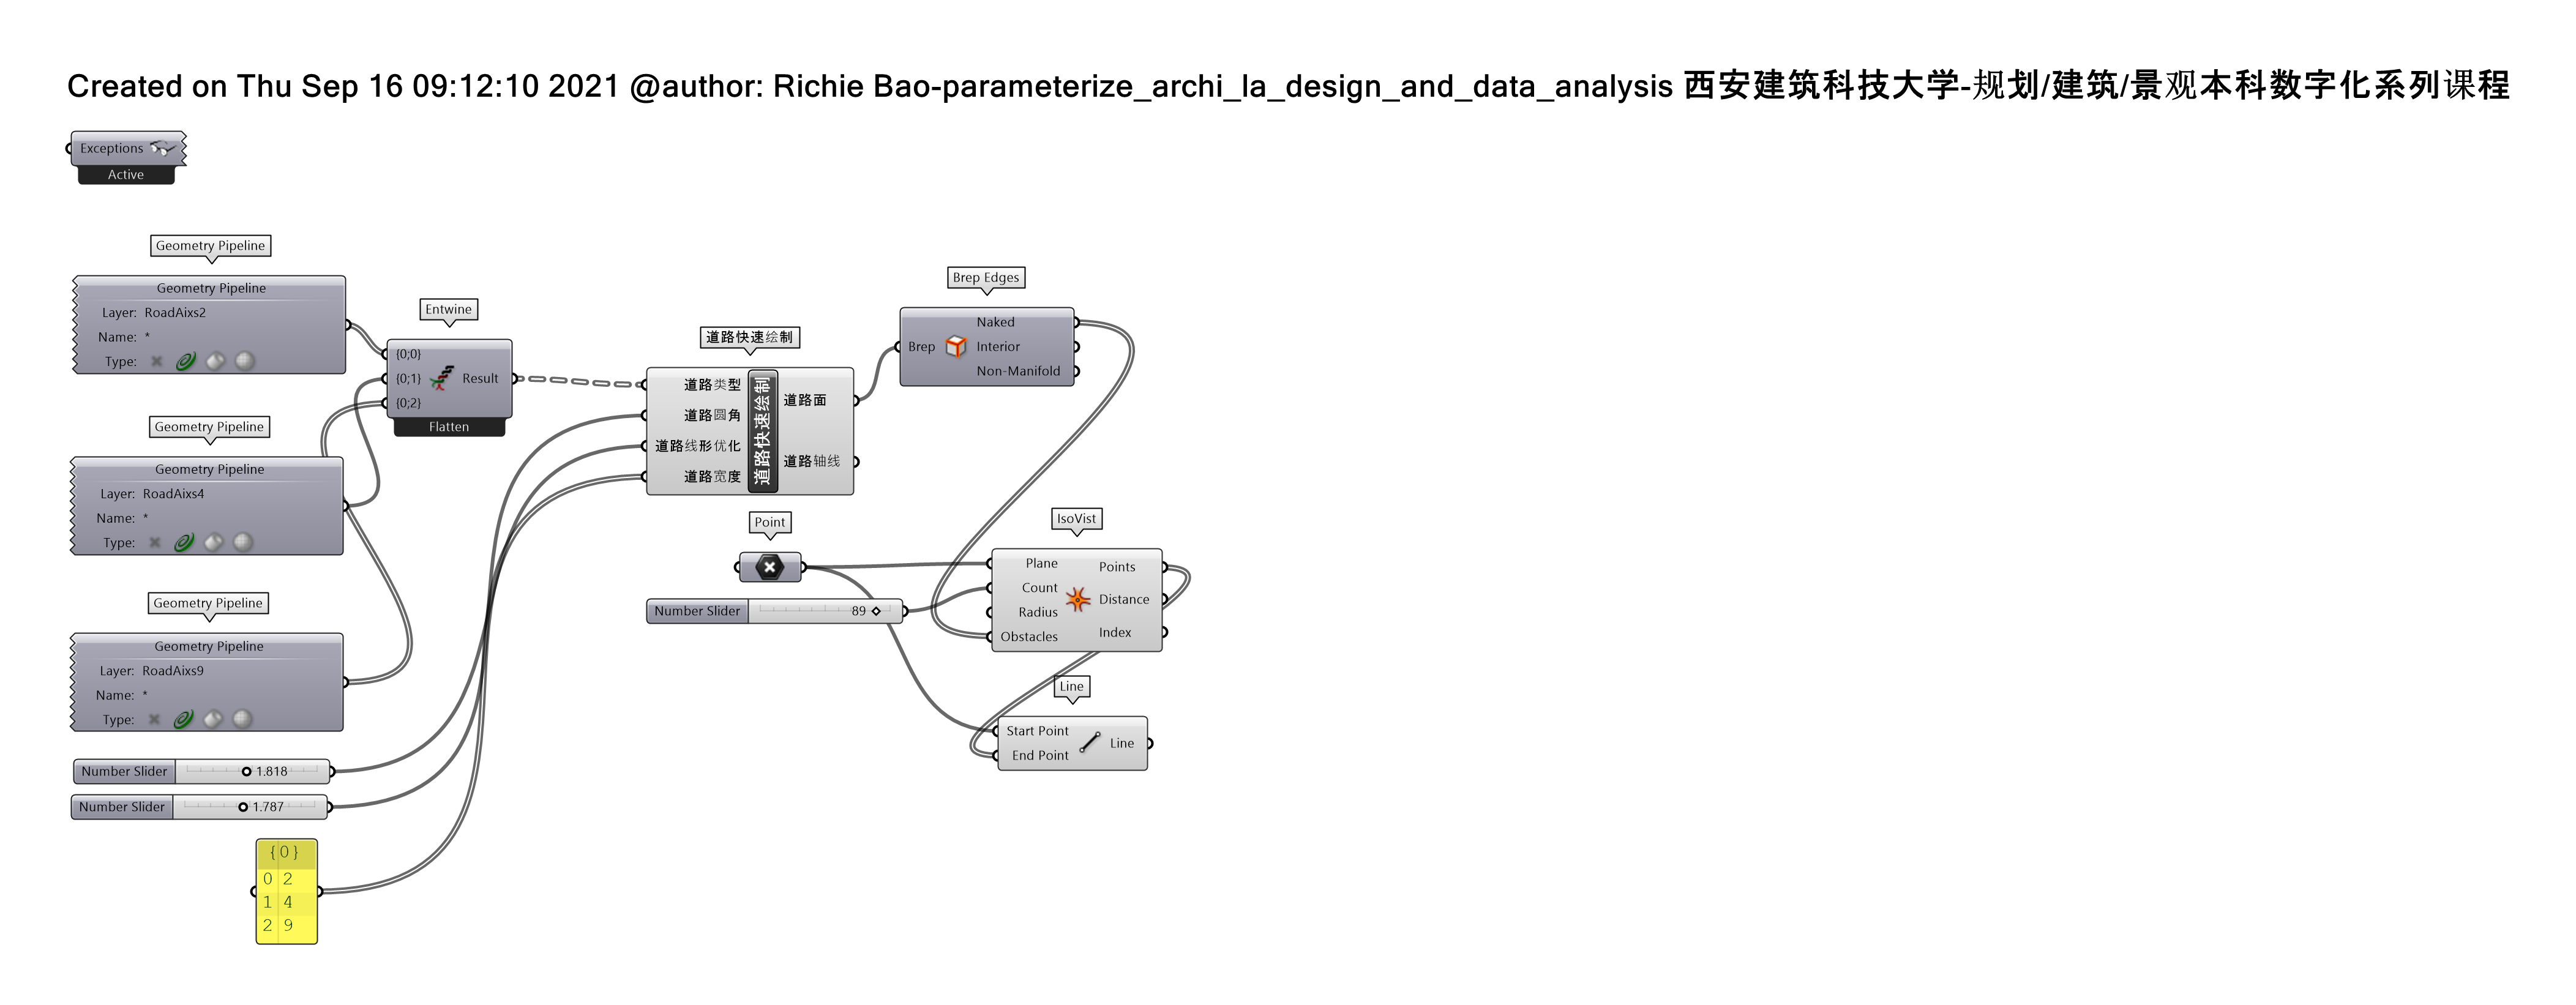 Created on Thu Sep 16 09:12:10 2021 @author: Richie Bao-parameterize_archi_la_design_and_data_analysis 西安建筑科技大学-规划/建筑/景观本科数字化系列课程
Exceptions
Active
Geometry Pipeline
Geometry Pipeline
Layer: RoadAixs2
Name: *
Type:
Entwine
{0;0}
{0;1}
{0;2}
Result
Flatten
Geometry Pipeline
Geometry Pipeline
Layer: RoadAixs4
Name: *
Type:
Geometry Pipeline
Geometry Pipeline
Layer: RoadAixs9
Name: *
Type:
Number Slider 1.818
Number Slider 1.787
{0}
0 2
1 4
2 9
道路快速绘制
道路类型
道路圆角
道路线形优化
道路宽度
道路快速绘制
道路面
道路轴线
Brep Edges
Brep
Naked
Interior
Non-Manifold
Point
Number Slider 89
IsoVist
Plane
Count
Radius
Obstacles
Points
Distance
Index
Line
Start Point
End Point
Line